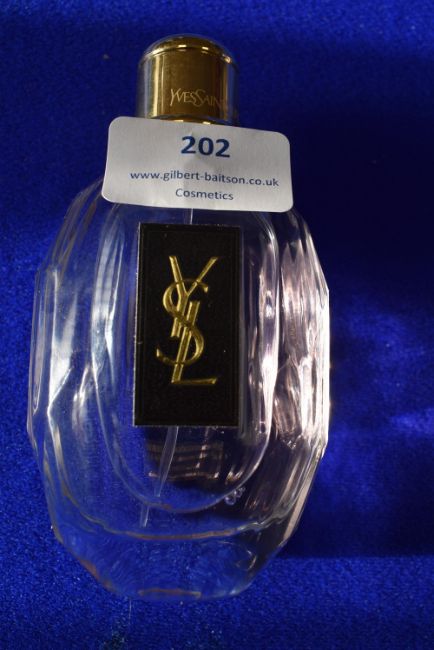 YVESSAIN
202
www.gilbert-baitson.co.uk
Cosmetics
YSL